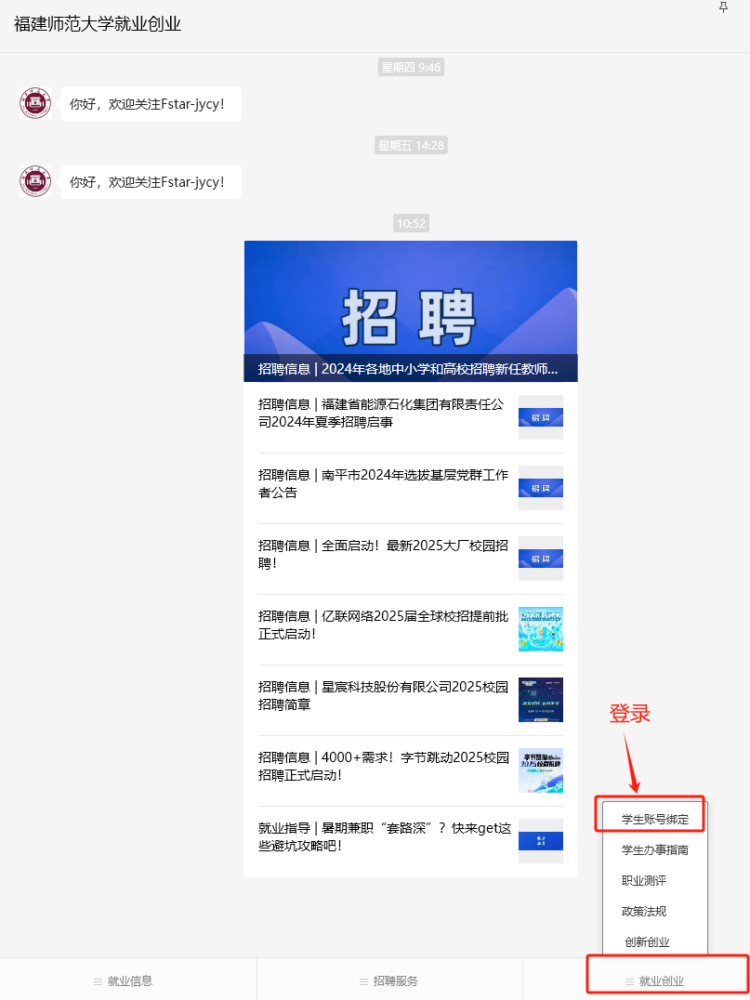 福建师范大学就业创业
星期四 9:46
你好，欢迎关注Fstar-jycy！
星期五 14:28
你好，欢迎关注Fstar-jycy！
10:52
招聘
招聘信息 | 2024年各地中小学和高校招聘新任教师...
招聘信息 | 福建省能源石化集团有限责任公
司2024年夏季招聘启事
招聘
招聘信息 | 南平市2024年选拔基层党群工作
者公告
招聘
招聘信息 | 全面启动！最新2025大厂校园招
聘！
招聘
招聘信息 | 亿联网络2025届全球校招提前批
正式启动！
招聘信息 | 星宸科技股份有限公司2025校园
招聘简章
招聘信息 | 4000+需求！字节跳动2025校园
招聘正式启动！
2025校园招聘
就业指导 | 暑期兼职“套路深”？快来get这
些避坑攻略吧！
登录
学生账号绑定
学生办事指南
职业测评
政策法规
创新创业
就业信息
招聘服务
就业创业